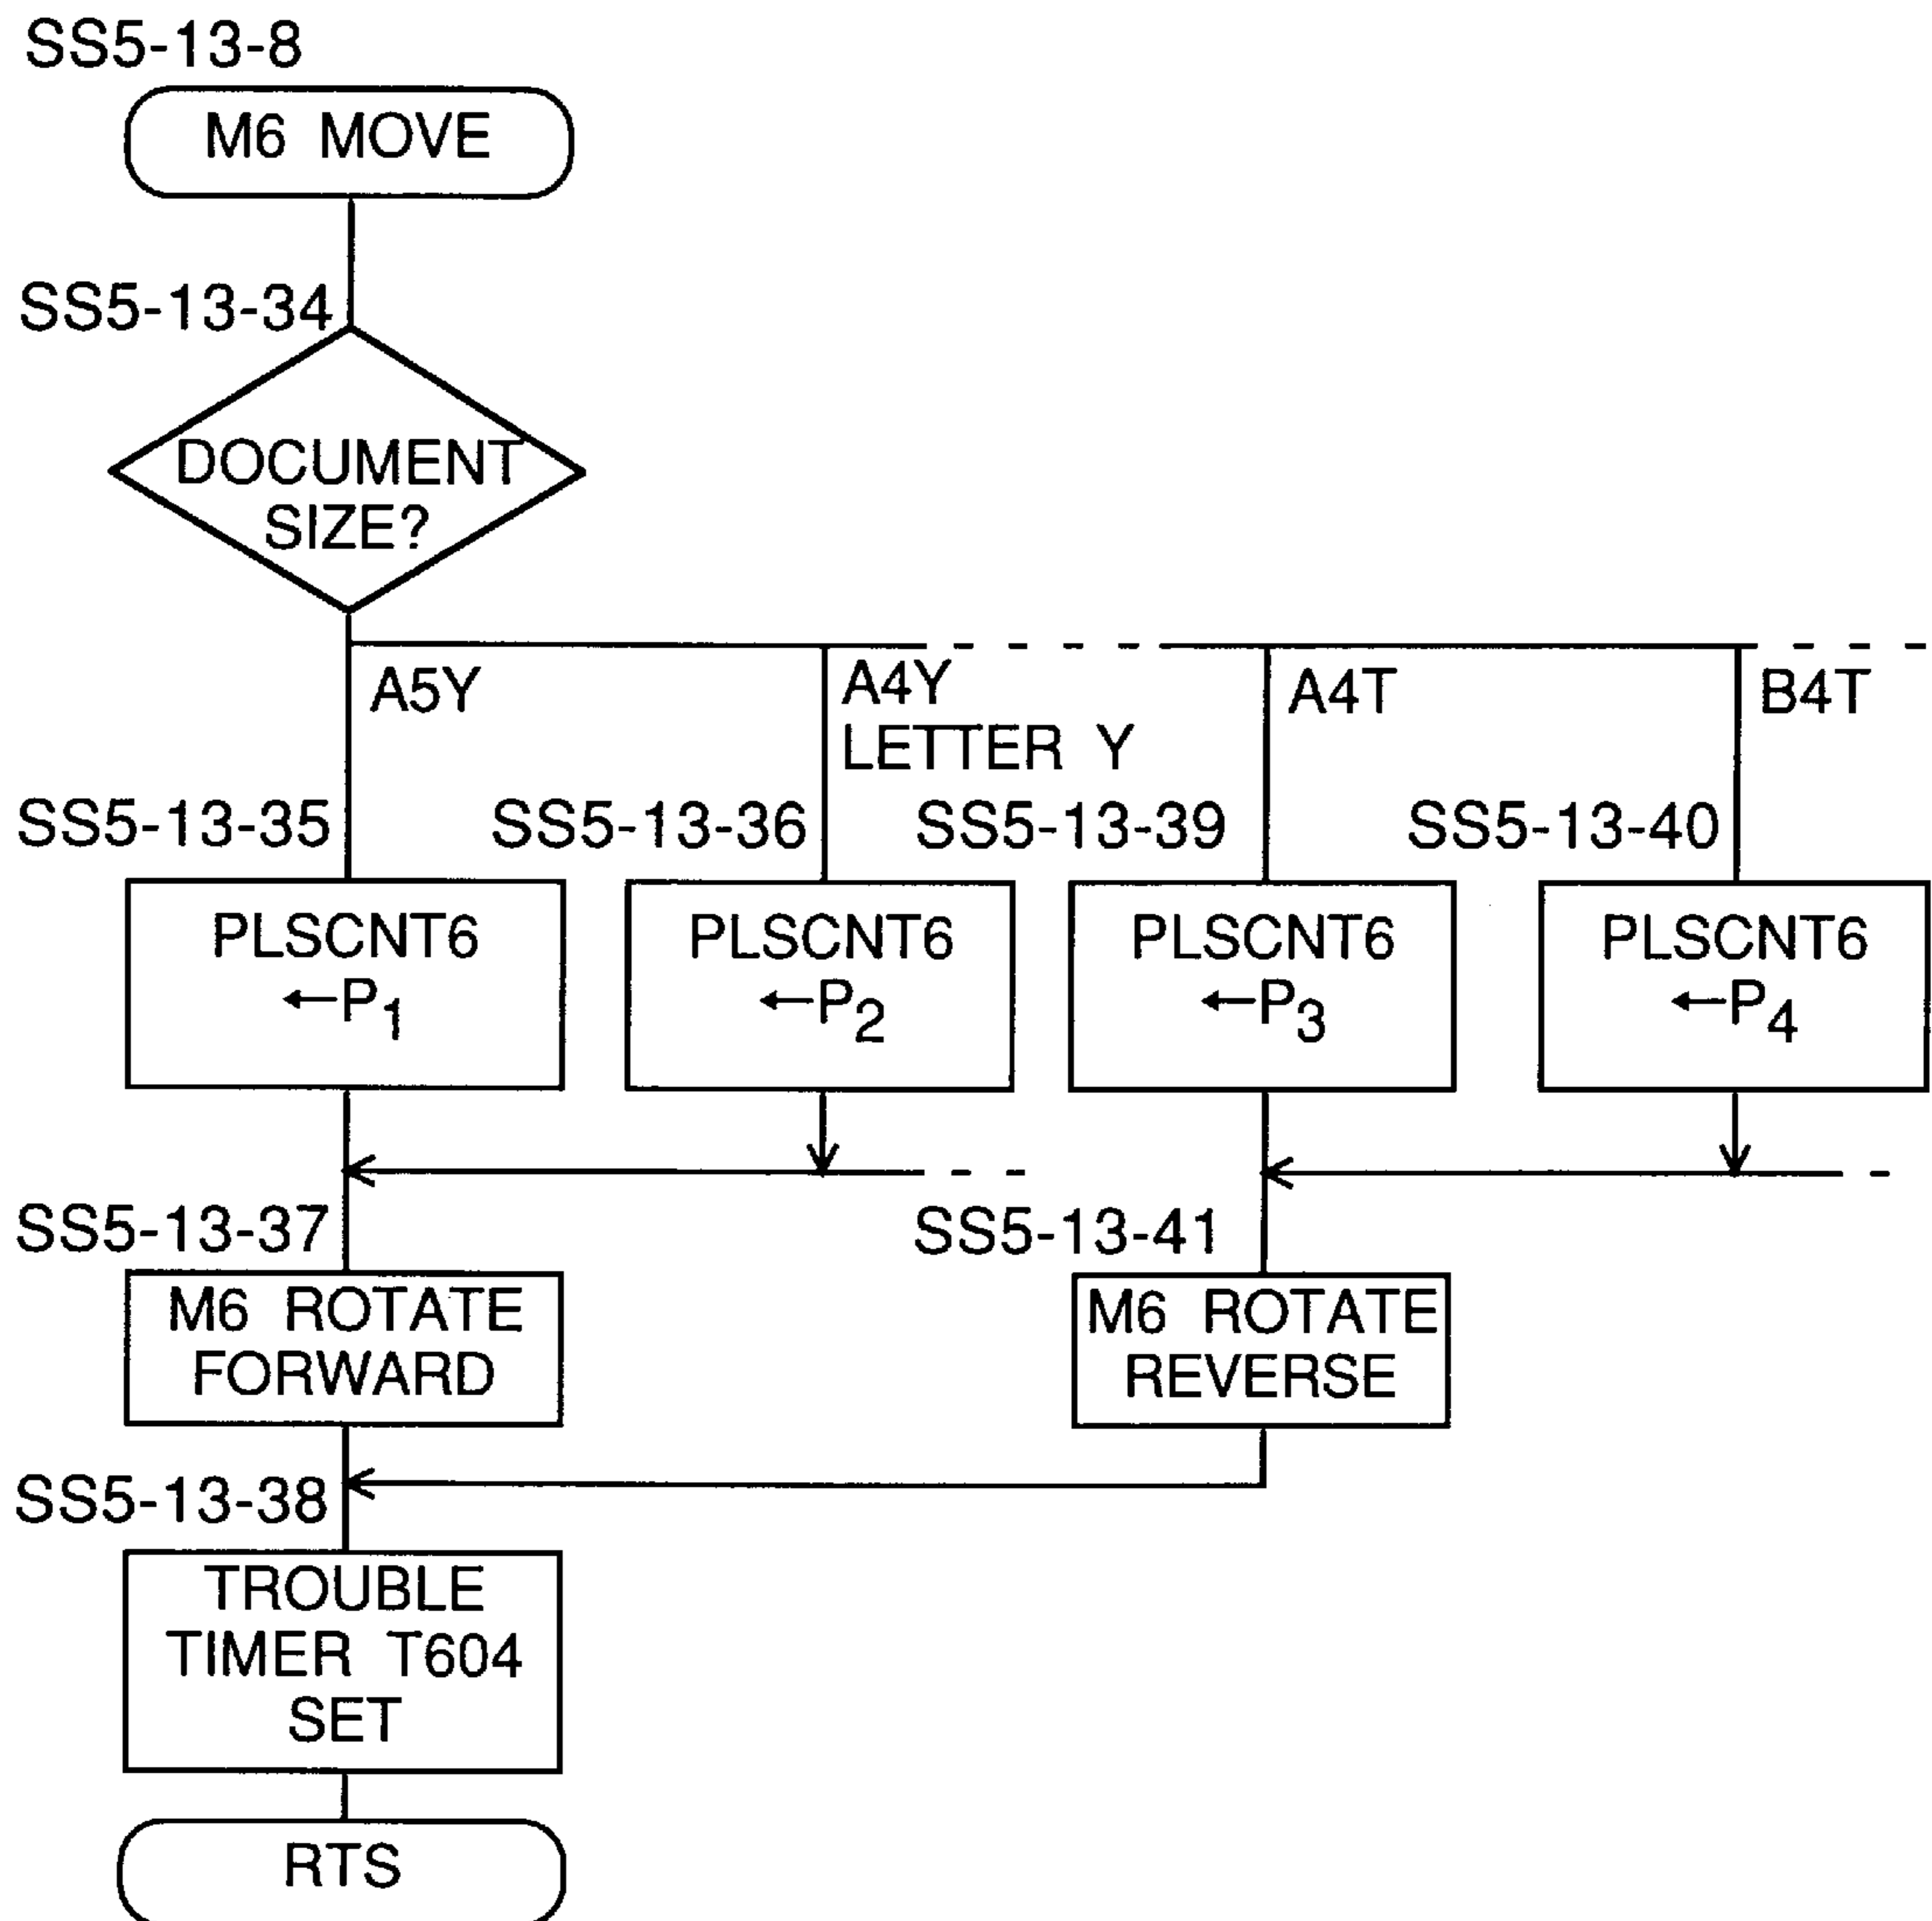 SS5-13-8
M6 MOVE
SS5-13-34
DOCUMENT
SIZE?
A5Y
A4Y
LETTER Y
A4T
B4T
SS5-13-35
SS5-13-36
SS5-13-39
SS5-13-40
PLSCNT6
←P1
PLSCNT6
←P2
PLSCNT6
←P3
PLSCNT6
←P4
SS5-13-37
SS5-13-41
M6 ROTATE
FORWARD
M6 ROTATE
REVERSE
SS5-13-38
TROUBLE
TIMER T604
SET
RTS